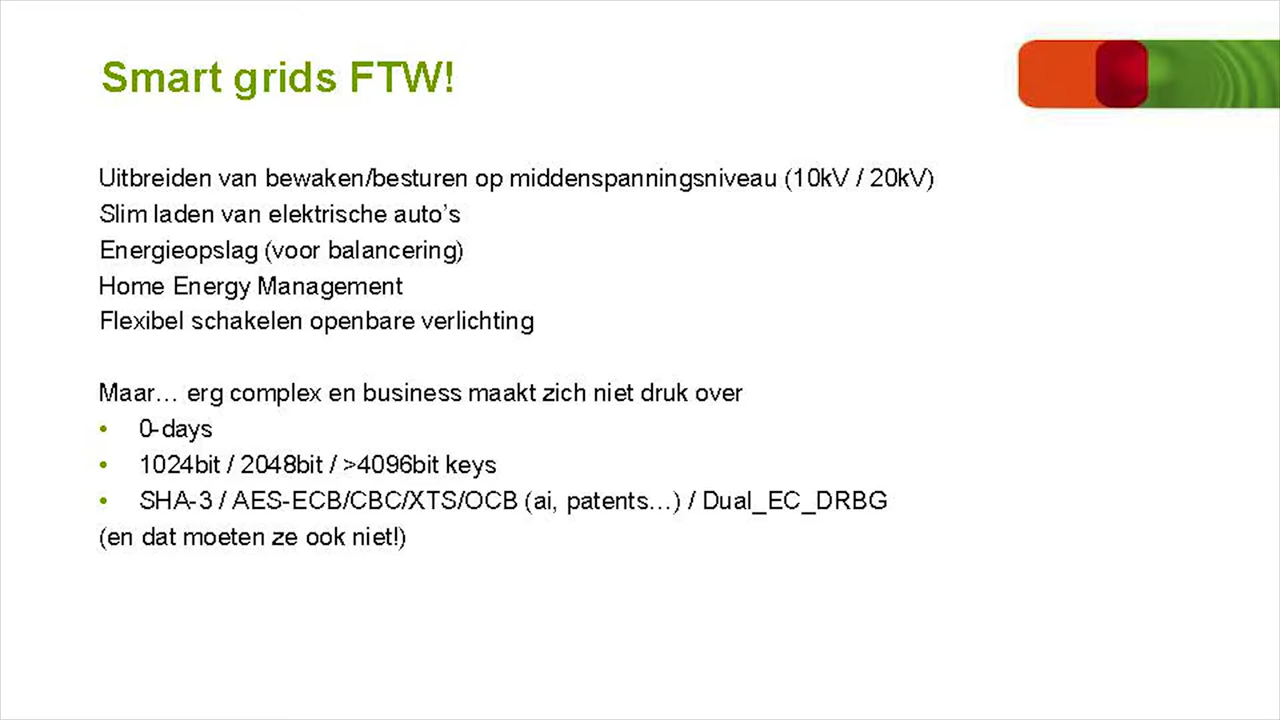 Smart grids FTW!
Uitbreiden van bewaken/besturen op middenspanningsniveau (10kV / 20kV)
Slim laden van elektrische auto's
Energieopslag (voor balancering)
Home Energy Management
Flexibel schakelen openbare verlichting
Maar… erg complex en business maakt zich niet druk over
• 0-days
• 1024bit / 2048bit / >4096bit keys
• SHA-3 / AES-ECB/CBC/XTS/OCB (ai, patents…) / Dual_EC_DRBG
(en dat moeten ze ook niet!)